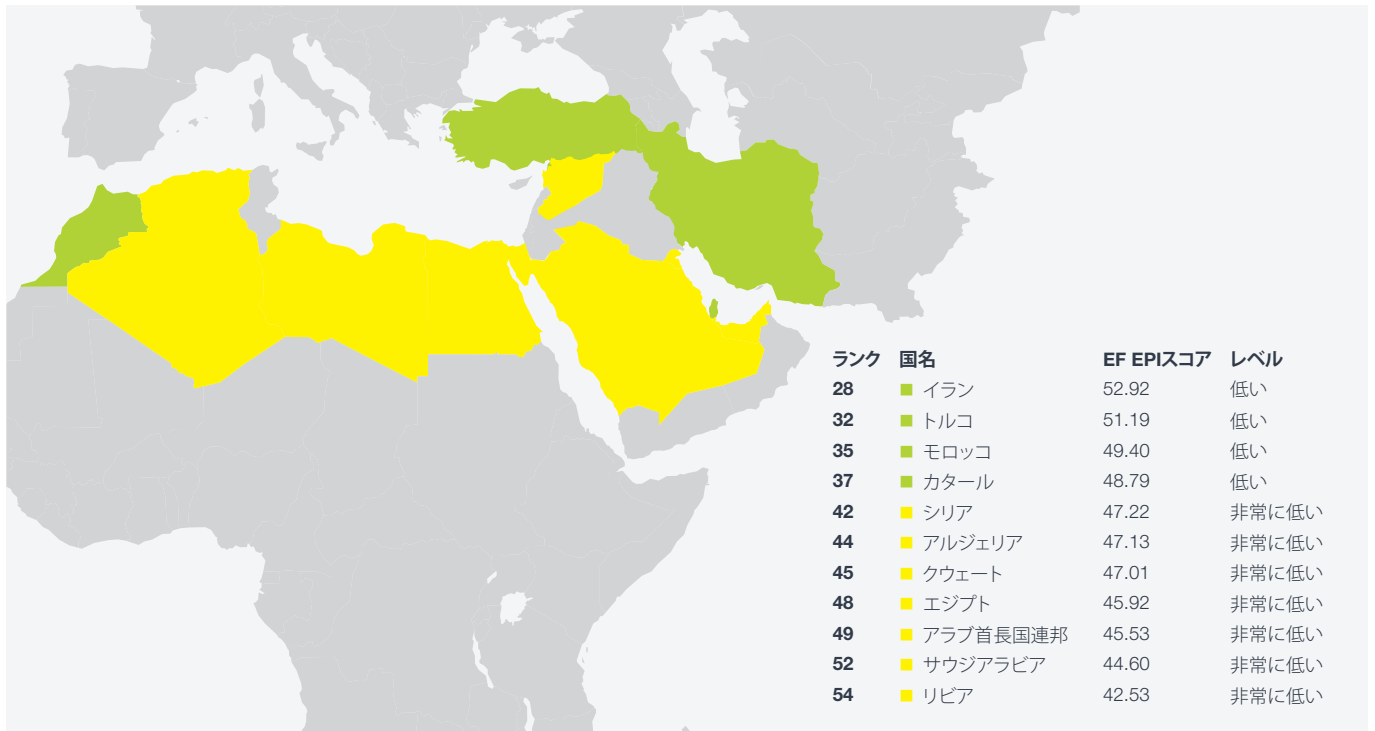 ランク 国名 EF EPIスコア レベル
28 イラン 52.92 低い
32 トルコ 51.19 低い
35 モロッコ 49.40 低い
37 カタール 48.79 低い
42 シリア 47.22 非常に低い
44 アルジェリア 47.13 非常に低い
45 クウェート 47.01 非常に低い
48 エジプト 45.92 非常に低い
49 アラブ首長国連邦 45.53 非常に低い
52 サウジアラビア 44.60 非常に低い
54 リビア 42.53 非常に低い